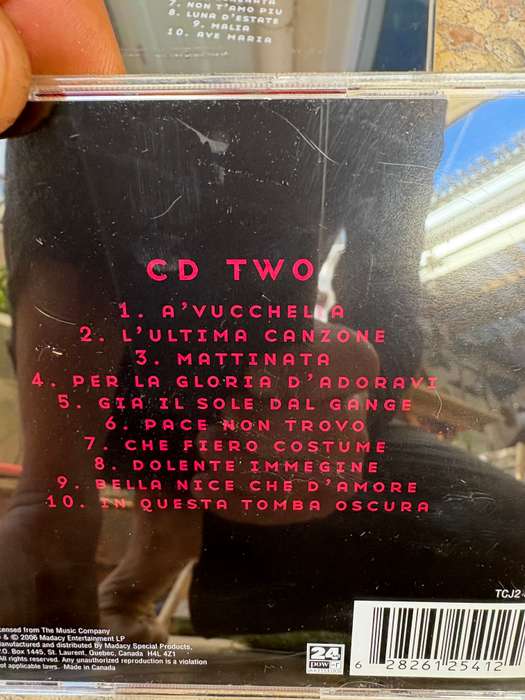 7. NON T'AMO PIU
8. LUNA D'ESTATE
9. MALIA
10. AVE MARIA
CD TWO
1. A'VUCCHELLA
2. L'ULTIMA CANZONE
3. MATTINATA
4. PER LA GLORIA D'ADORAVI
5. GIA IL SOLE DAL GANGE
6. PACE NON TROVO
7. CHE FIERO COSTUME
8. DOLENTE IMMEGINE
9. BELLA NICE CHE D'AMORE
10. IN QUESTA TOMBA OSCURA
TCJ2
from The Music Company
& © 2006 Madacy Entertainment LP
and distributed by Madacy Special Products,
P.O. Box 1445, St. Laurent, Quebec, Canada H4L 4Z1
All rights reserved. Any unauthorized reproduction is a violation
applicable laws. Made in Canada
24
power
6 28261 25412